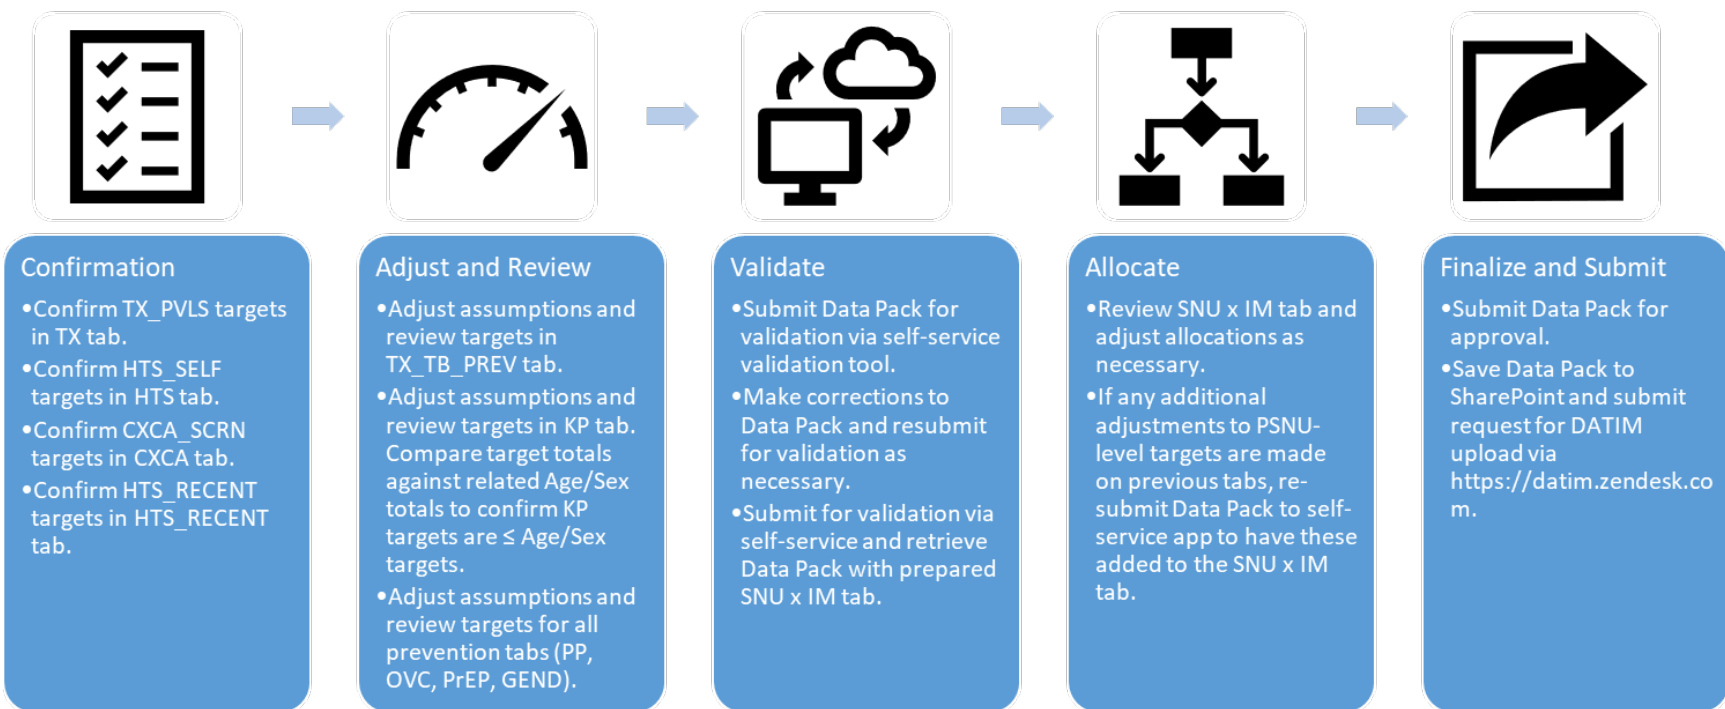 Confirmation
•Confirm TX_PVLS targets
in TX tab.
•Confirm HTS_SELF
targets in HTS tab.
•Confirm CXCA_SCRN
targets in CXCA tab.
•Confirm HTS_RECENT
targets in HTS_RECENT
tab.
Adjust and Review
•Adjust assumptions and
review targets in
TX_TB_PREV tab.
•Adjust assumptions and
review targets in KP tab.
Compare target totals
against related Age/Sex
totals to confirm KP
targets are ≤ Age/Sex
targets.
•Adjust assumptions and
review targets for all
prevention tabs (PP,
OVC, PrEP, GEND).
Validate
•Submit Data Pack for
validation via self-service
validation tool.
•Make corrections to
Data Pack and resubmit
for validation as
necessary.
•Submit for validation via
self-service and retrieve
Data Pack with prepared
SNU x IM tab.
Allocate
•Review SNU x IM tab and
adjust allocations as
necessary.
•If any additional
adjustments to PSNU-
level targets are made
on previous tabs, re-
submit Data Pack to self-
service app to have these
added to the SNU x IM
tab.
Finalize and Submit
•Submit Data Pack for
approval.
•Save Data Pack to
SharePoint and submit
request for DATIM
upload via
https://datim.zendesk.co
m.